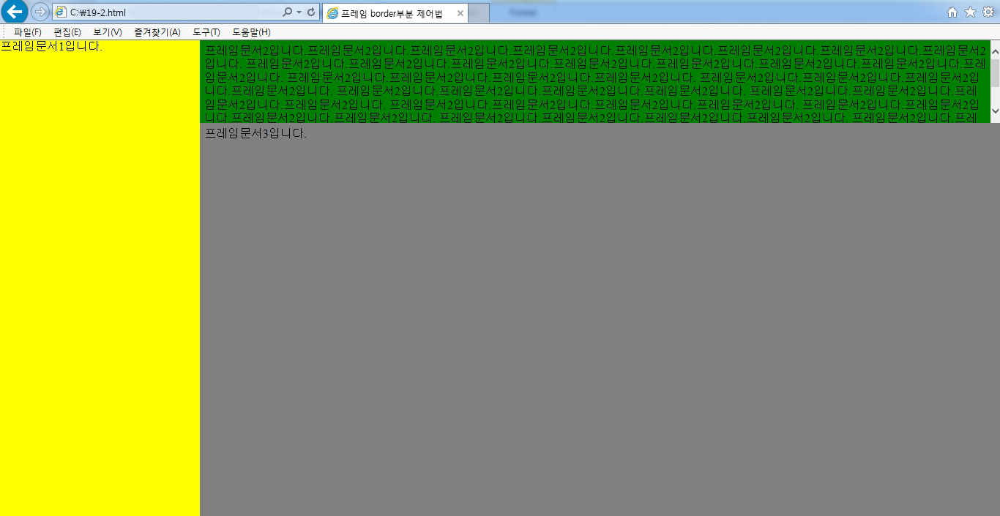 C:₩19-2.html
프레임 border부분 제어법
파일(F) 편집(E) 보기(V) 즐겨찾기(A) 도구(T) 도움말(H)
프레임문서1입니다.
프레임문서2입니다.프레임문서2입니다.프레임문서2입니다.프레임문서2입니다.프레임문서2입니다.프레임문서2입니다.프레임문서2입니다.프레임문서2
입니다. 프레임문서2입니다.프레임문서2입니다.프레임문서2입니다.프레임문서2입니다.프레임문서2입니다.프레임문서2입니다.프레임문서2입니다.프레
임문서2입니다. 프레임문서2입니다.프레임문서2입니다.프레임문서2입니다.프레임문서2입니다. 프레임문서2입니다.프레임문서2입니다.프레임문서2입
니다.프레임문서2입니다. 프레임문서2입니다.프레임문서2입니다.프레임문서2입니다.프레임문서2입니다. 프레임문서2입니다.프레임문서2입니다.프레
임문서2입니다.프레임문서2입니다. 프레임문서2입니다.프레임문서2입니다.프레임문서2입니다.프레임문서2입니다. 프레임문서2입니다.프레임문서2입
니다.프레임문서2입니다.프레임문서2입니다. 프레임문서2입니다.프레임문서2입니다.프레임문서2입니다.프레임문서2입니다. 프레임문서2입니다.프레
프레임문서3입니다.